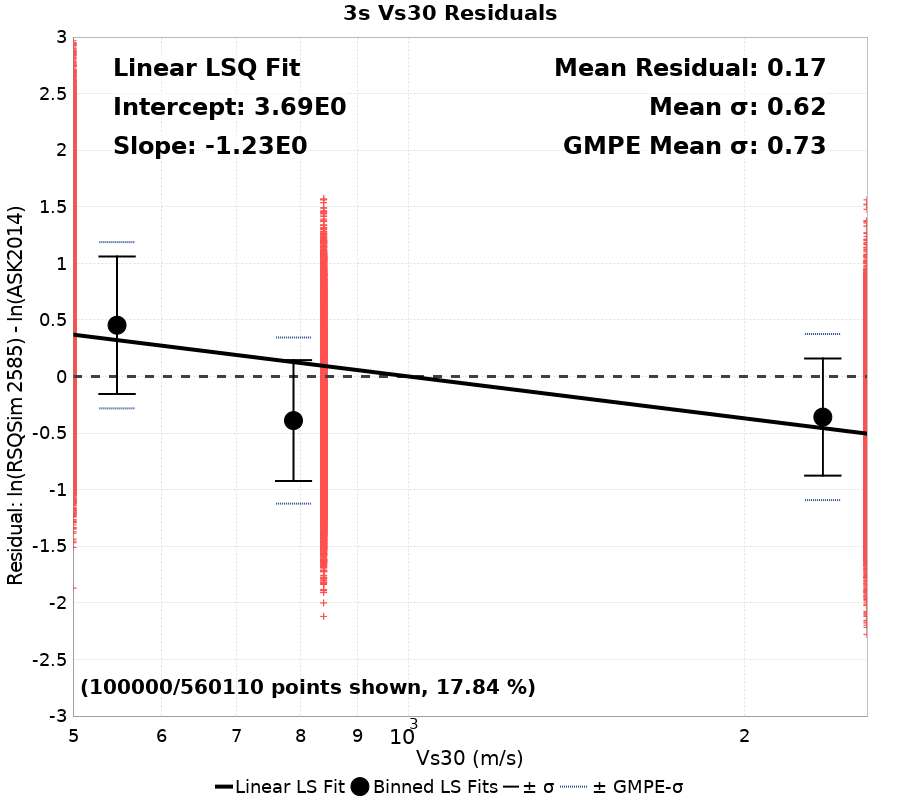 3s Vs30 Residuals
Linear LSQ Fit
Intercept: 3.69E0
Slope: -1.23E0
Mean Residual: 0.17
Mean σ: 0.62
GMPE Mean σ: 0.73
Residual: ln(RSQSim 2585) - ln(ASK2014)
3
2.5
2
1.5
1
0.5
0
-0.5
-1
-1.5
-2
-2.5
-3
(100000/560110 points shown, 17.84 %)
5 6 7 8 9 10³ 2
Vs30 (m/s)
Linear LS Fit Binned LS Fits ± σ ± GMPE-σ